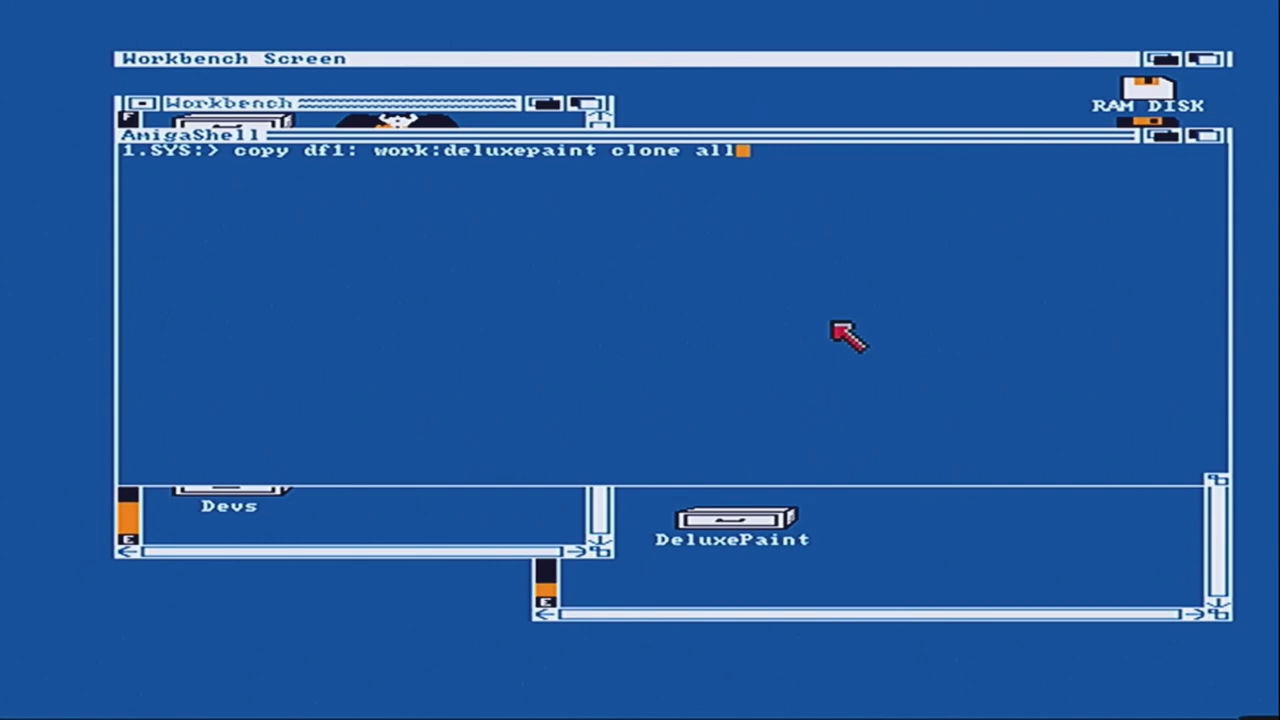 Workbench Screen
Workbench
RAM DISK
AmigaShell
1.SYS:> copy df1: work:deluxepaint clone all
Devs
DeluxePaint
F
E
E